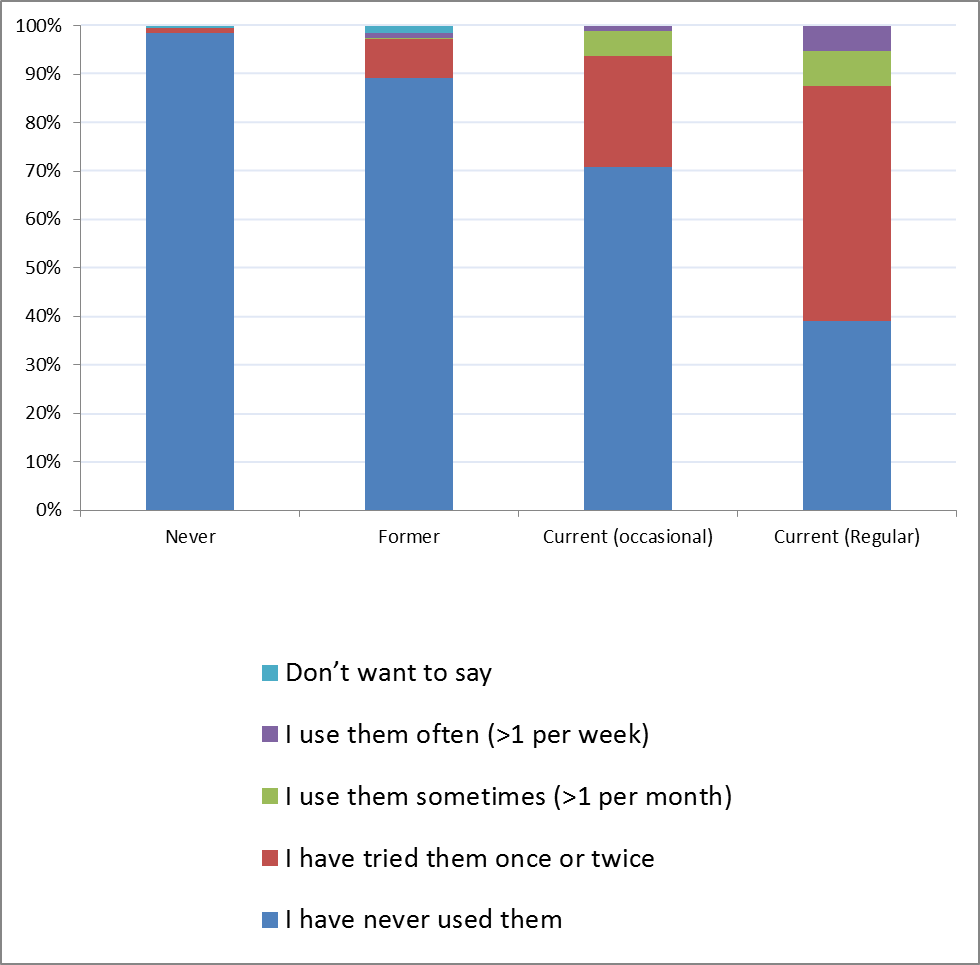 100%
90%
80%
70%
60%
50%
40%
30%
20%
10%
0%
Never Former Current (occasional) Current (Regular)
Don’t want to say
I use them often (>1 per week)
I use them sometimes (>1 per month)
I have tried them once or twice
I have never used them